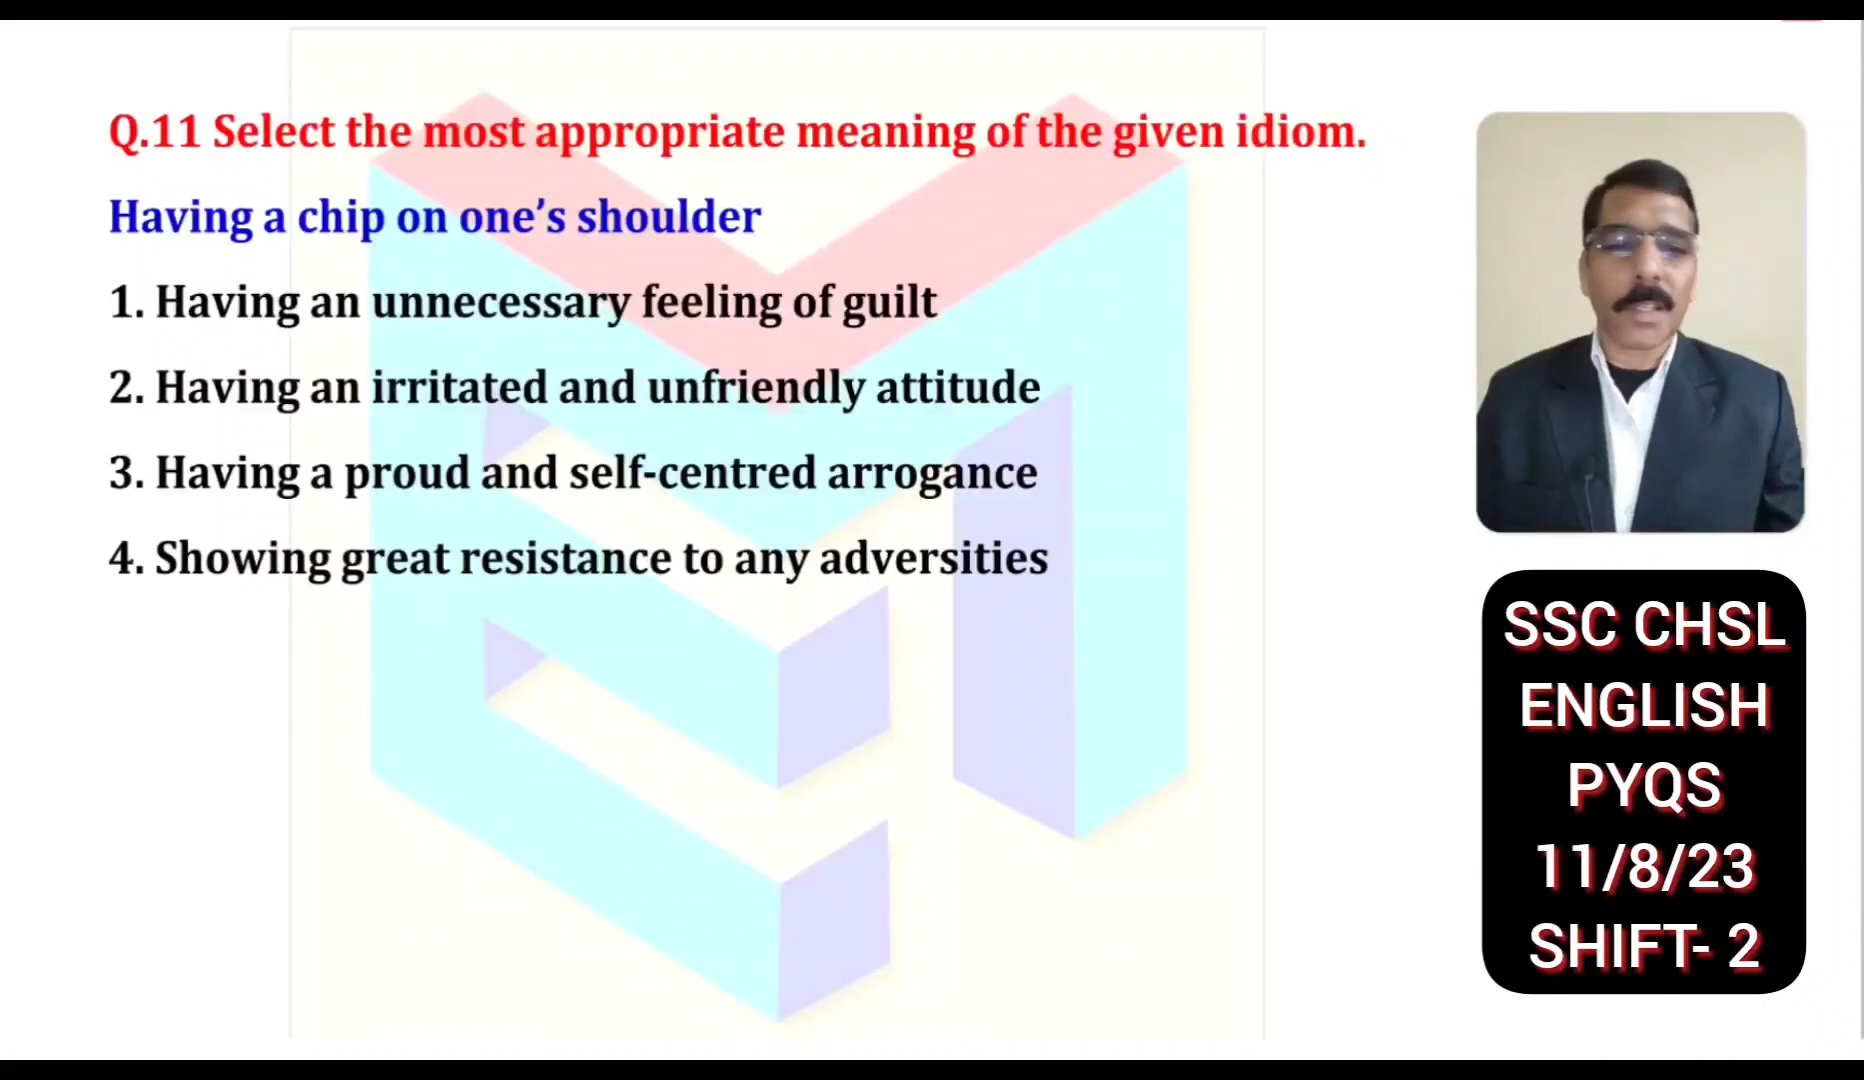 Q.11 Select the most appropriate meaning of the given idiom.
Having a chip on one’s shoulder
1. Having an unnecessary feeling of guilt
2. Having an irritated and unfriendly attitude
3. Having a proud and self-centred arrogance
4. Showing great resistance to any adversities
SSC CHSL
ENGLISH
PYQS
11/8/23
SHIFT- 2